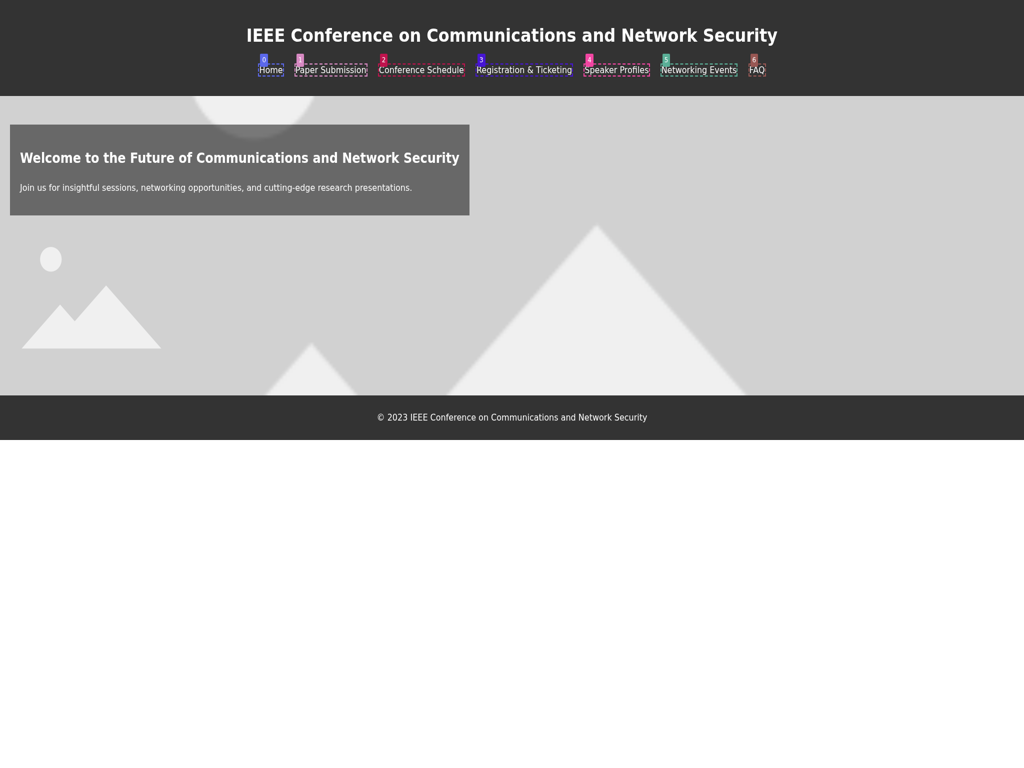 IEEE Conference on Communications and Network Security
0 1 2 3 4 5 6
Home Paper Submission Conference Schedule Registration & Ticketing Speaker Profiles Networking Events FAQ
Welcome to the Future of Communications and Network Security
Join us for insightful sessions, networking opportunities, and cutting-edge research presentations.
© 2023 IEEE Conference on Communications and Network Security